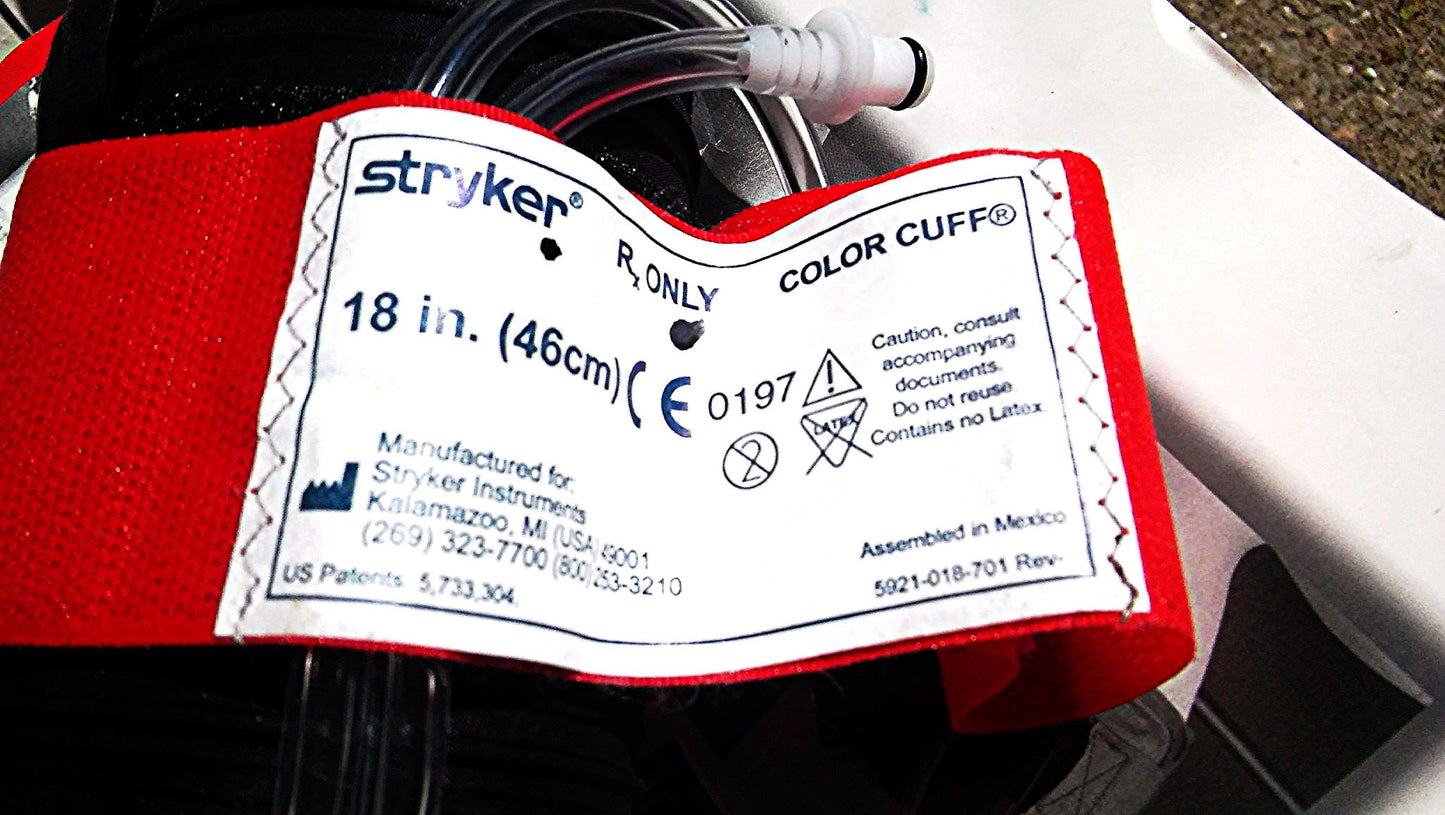 stryker®
Rx ONLY
COLOR CUFF®
18 in. (46cm)
CE 0197
Caution, consult
accompanying
documents.
Do not reuse.
Contains no Latex.
2
LATEX
Manufactured for:
Stryker Instruments
Kalamazoo, MI (USA) 49001
(269) 323-7700 (800) 253-3210
US Patents 5,733,304.
Assembled in Mexico
5921-018-701 Rev-